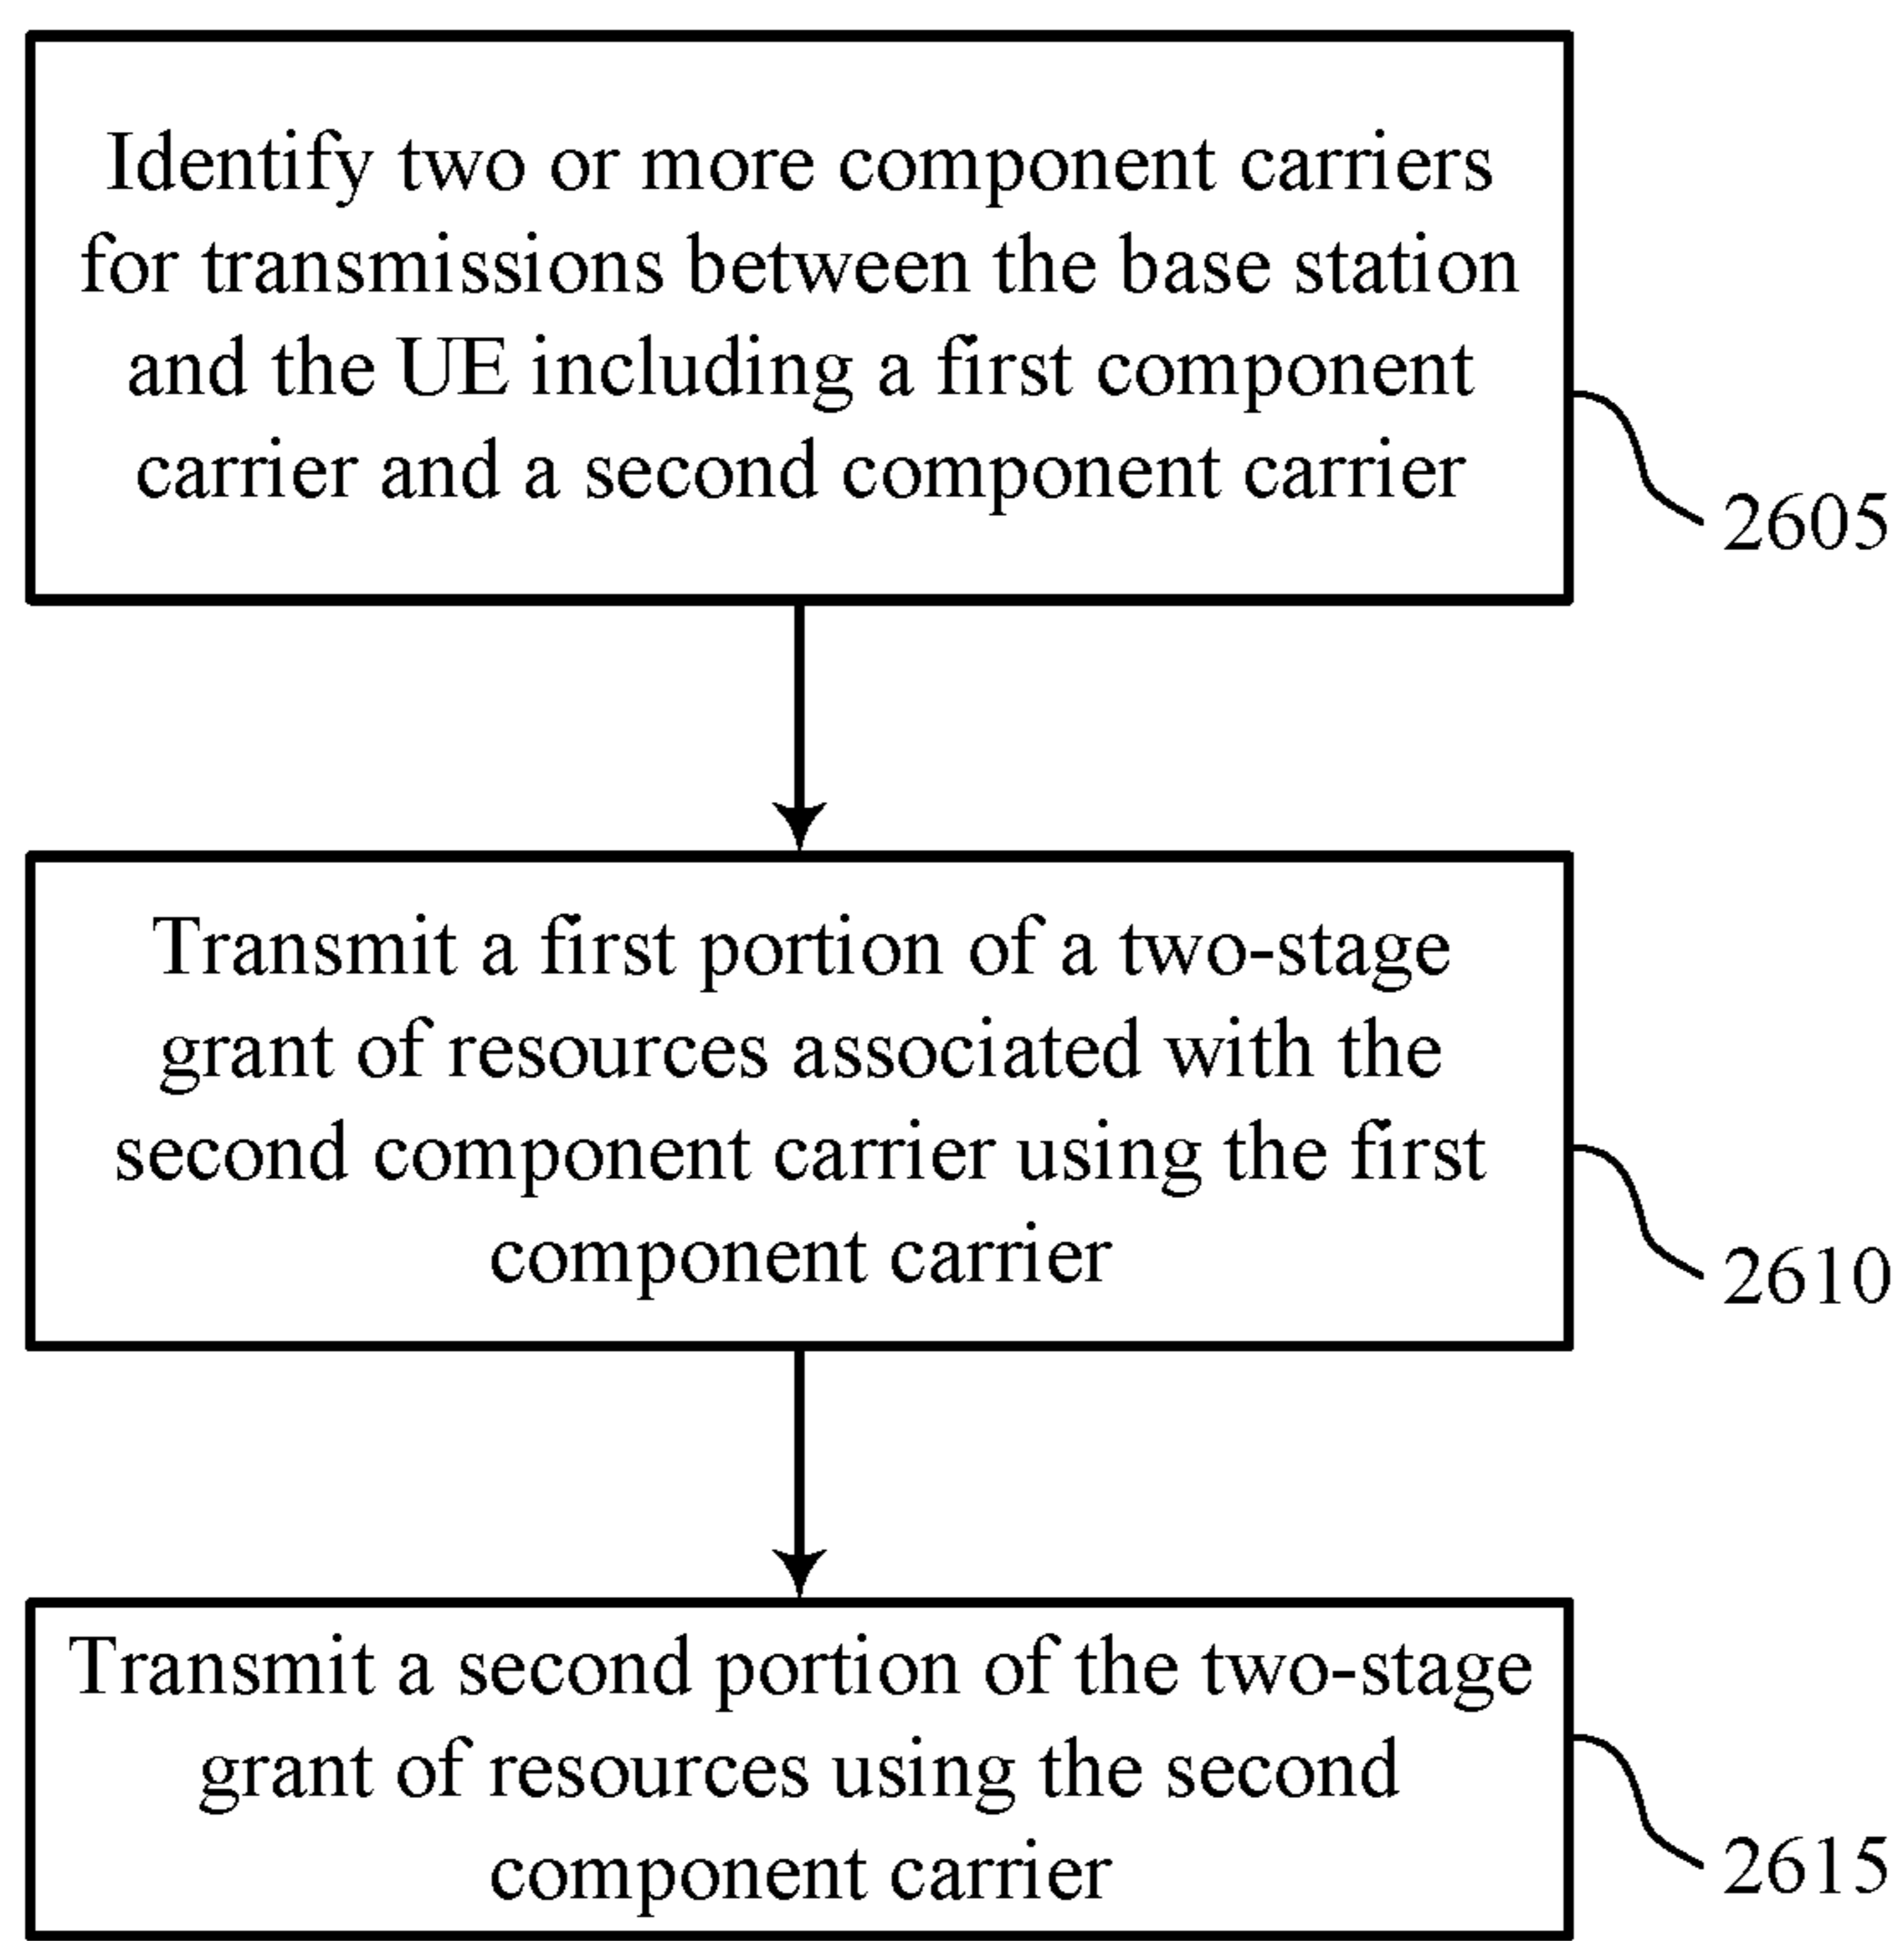 Identify two or more component carriers
for transmissions between the base station
and the UE including a first component
carrier and a second component carrier
2605
Transmit a first portion of a two-stage
grant of resources associated with the
second component carrier using the first
component carrier
2610
Transmit a second portion of the two-stage
grant of resources using the second
component carrier
2615